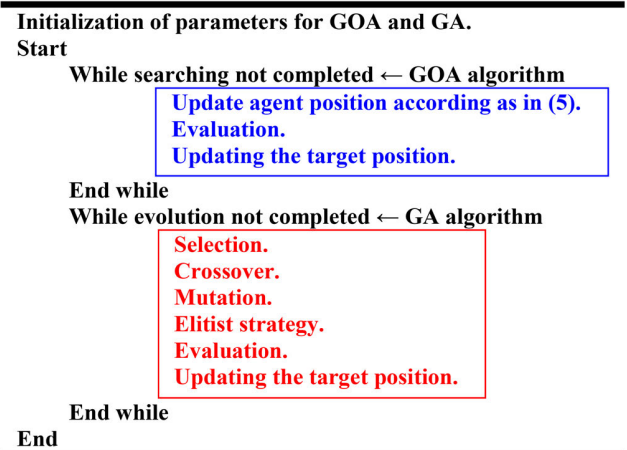 Initialization of parameters for GOA and GA.
Start
While searching not completed ← GOA algorithm
Update agent position according as in (5).
Evaluation.
Updating the target position.
End while
While evolution not completed ← GA algorithm
Selection.
Crossover.
Mutation.
Elitist strategy.
Evaluation.
Updating the target position.
End while
End